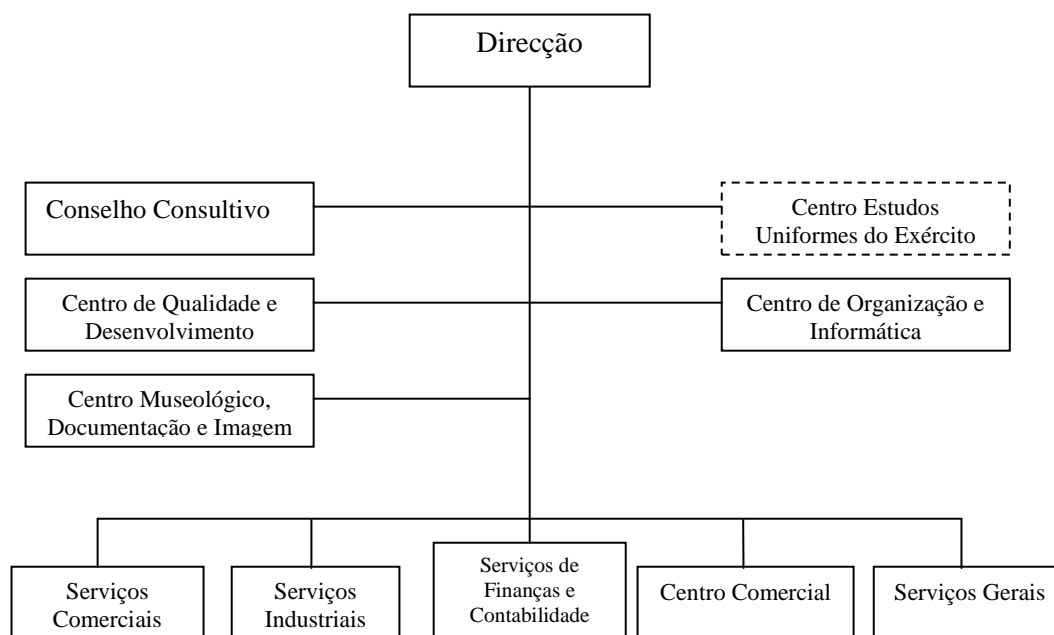 Direcção
Conselho Consultivo
Centro Estudos
Uniformes do Exército
Centro de Qualidade e
Desenvolvimento
Centro de Organização e
Informática
Centro Museológico,
Documentação e Imagem
Serviços
Comerciais
Serviços
Industriais
Serviços de
Finanças e
Contabilidade
Centro Comercial
Serviços Gerais